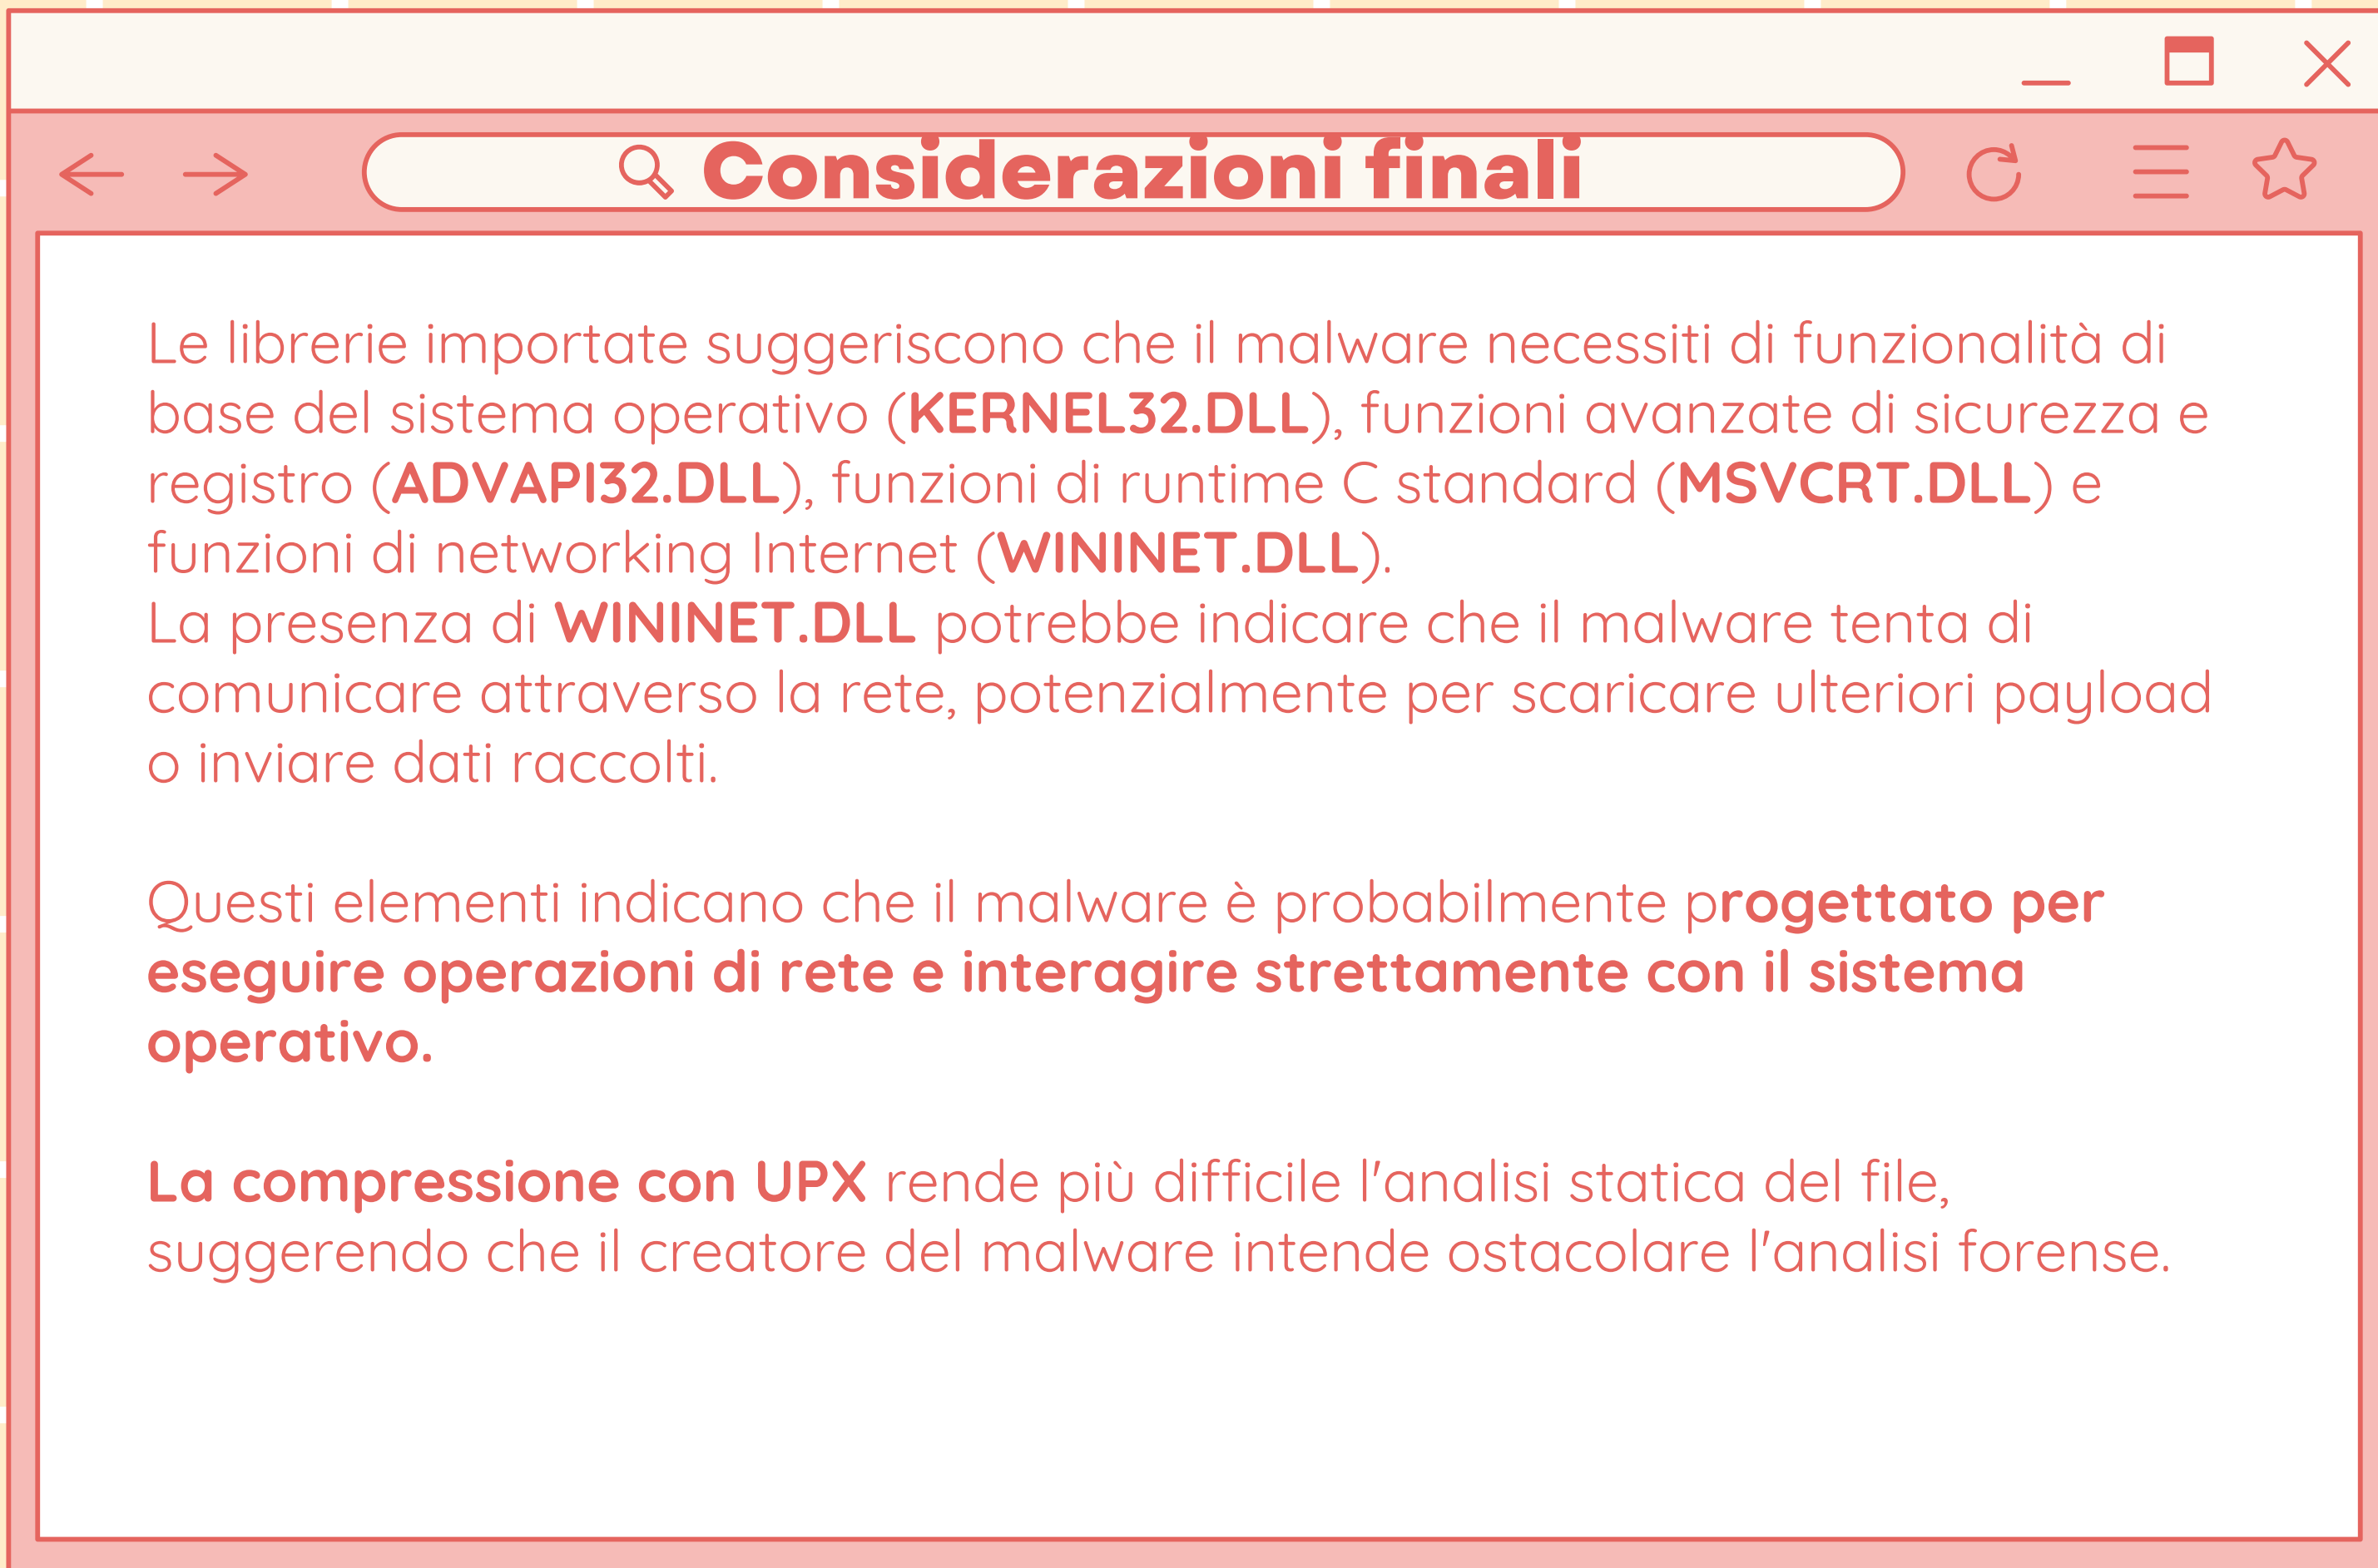 Considerazioni finali
Le librerie importate suggeriscono che il malware necessiti di funzionalità di
base del sistema operativo (KERNEL32.DLL), funzioni avanzate di sicurezza e
registro (ADVAPI32.DLL), funzioni di runtime C standard (MSVCRT.DLL) e
funzioni di networking Internet (WININET.DLL).
La presenza di WININET.DLL potrebbe indicare che il malware tenta di
comunicare attraverso la rete, potenzialmente per scaricare ulteriori payload
o inviare dati raccolti.
Questi elementi indicano che il malware è probabilmente progettato per
eseguire operazioni di rete e interagire strettamente con il sistema
operativo.
La compressione con UPX rende più difficile l'analisi statica del file,
suggerendo che il creatore del malware intende ostacolare l'analisi forense.